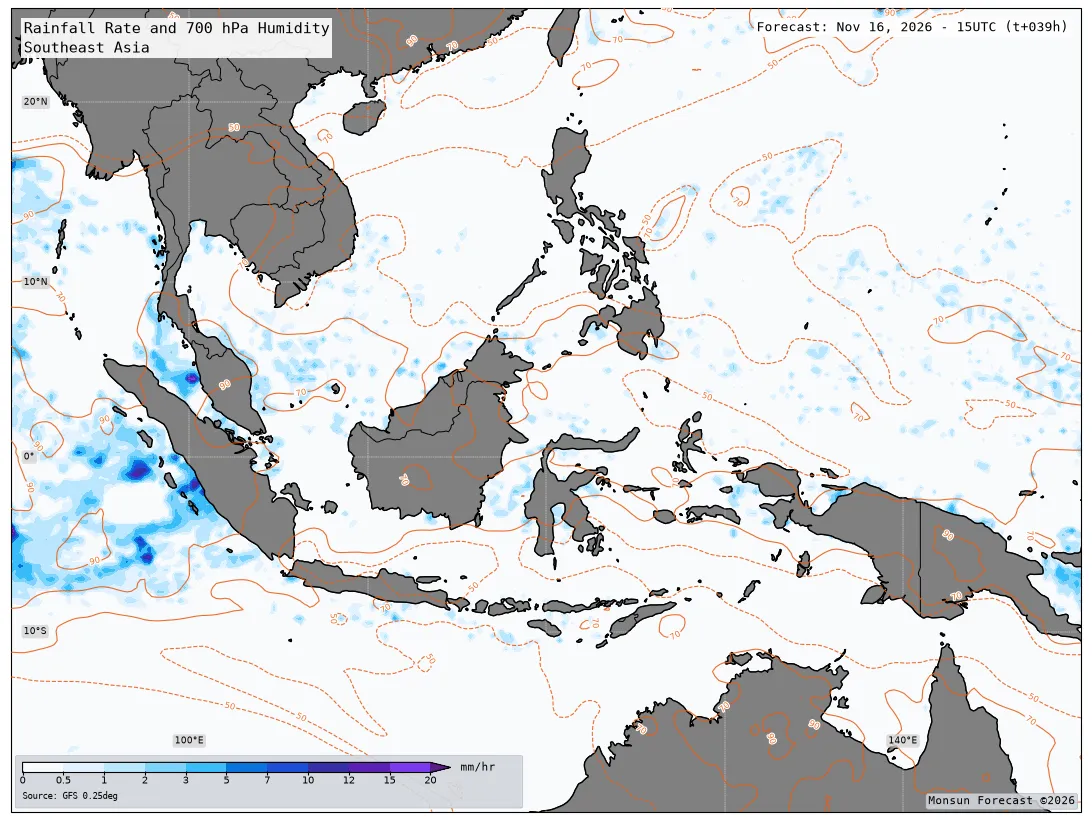 Rainfall Rate and 700 hPa Humidity
Southeast Asia
Forecast: Nov 16, 2026 - 15UTC (t+039h)
20°N
10°N
0°
10°S
100°E
140°E
0 0.5 1 2 3 5 7 10 12 15 20 mm/hr
Source: GFS 0.25deg
Monsun Forecast ©2026